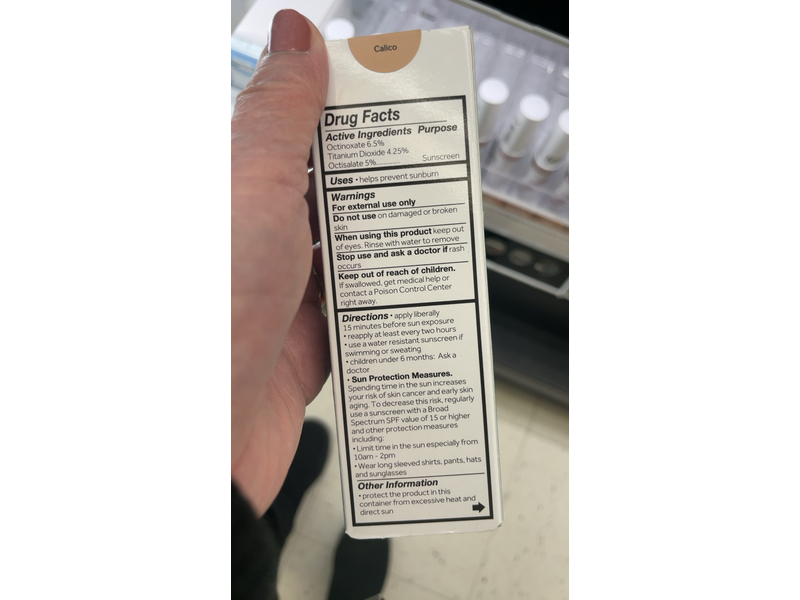 Calico
Drug Facts
Active Ingredients Purpose
Octinoxate 6.5%
Titanium Dioxide 4.25%
Octisalate 5%............ Sunscreen
Uses • helps prevent sunburn
Warnings
For external use only
Do not use on damaged or broken
skin
When using this product keep out
of eyes. Rinse with water to remove
Stop use and ask a doctor if rash
occurs
Keep out of reach of children.
If swallowed, get medical help or
contact a Poison Control Center
right away.
Directions • apply liberally
15 minutes before sun exposure
• reapply at least every two hours
• use a water resistant sunscreen if
swimming or sweating
• children under 6 months: Ask a
doctor
• Sun Protection Measures.
Spending time in the sun increases
your risk of skin cancer and early skin
aging. To decrease this risk, regularly
use a sunscreen with a Broad
Spectrum SPF value of 15 or higher
and other protection measures
including:
• Limit time in the sun especially from
10am - 2pm
• Wear long sleeved shirts, pants, hats
and sunglasses
Other Information
• protect the product in this
container from excessive heat and
direct sun